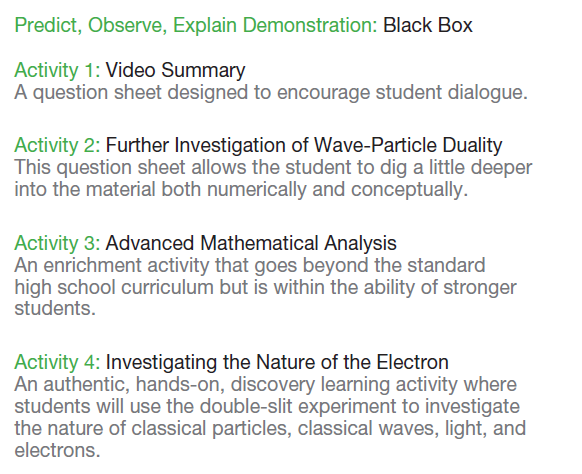 Predict, Observe, Explain Demonstration: Black Box
Activity 1: Video Summary
A question sheet designed to encourage student dialogue.
Activity 2: Further Investigation of Wave-Particle Duality
This question sheet allows the student to dig a little deeper
into the material both numerically and conceptually.
Activity 3: Advanced Mathematical Analysis
An enrichment activity that goes beyond the standard
high school curriculum but is within the ability of stronger
students.
Activity 4: Investigating the Nature of the Electron
An authentic, hands-on, discovery learning activity where
students will use the double-slit experiment to investigate
the nature of classical particles, classical waves, light, and
electrons.